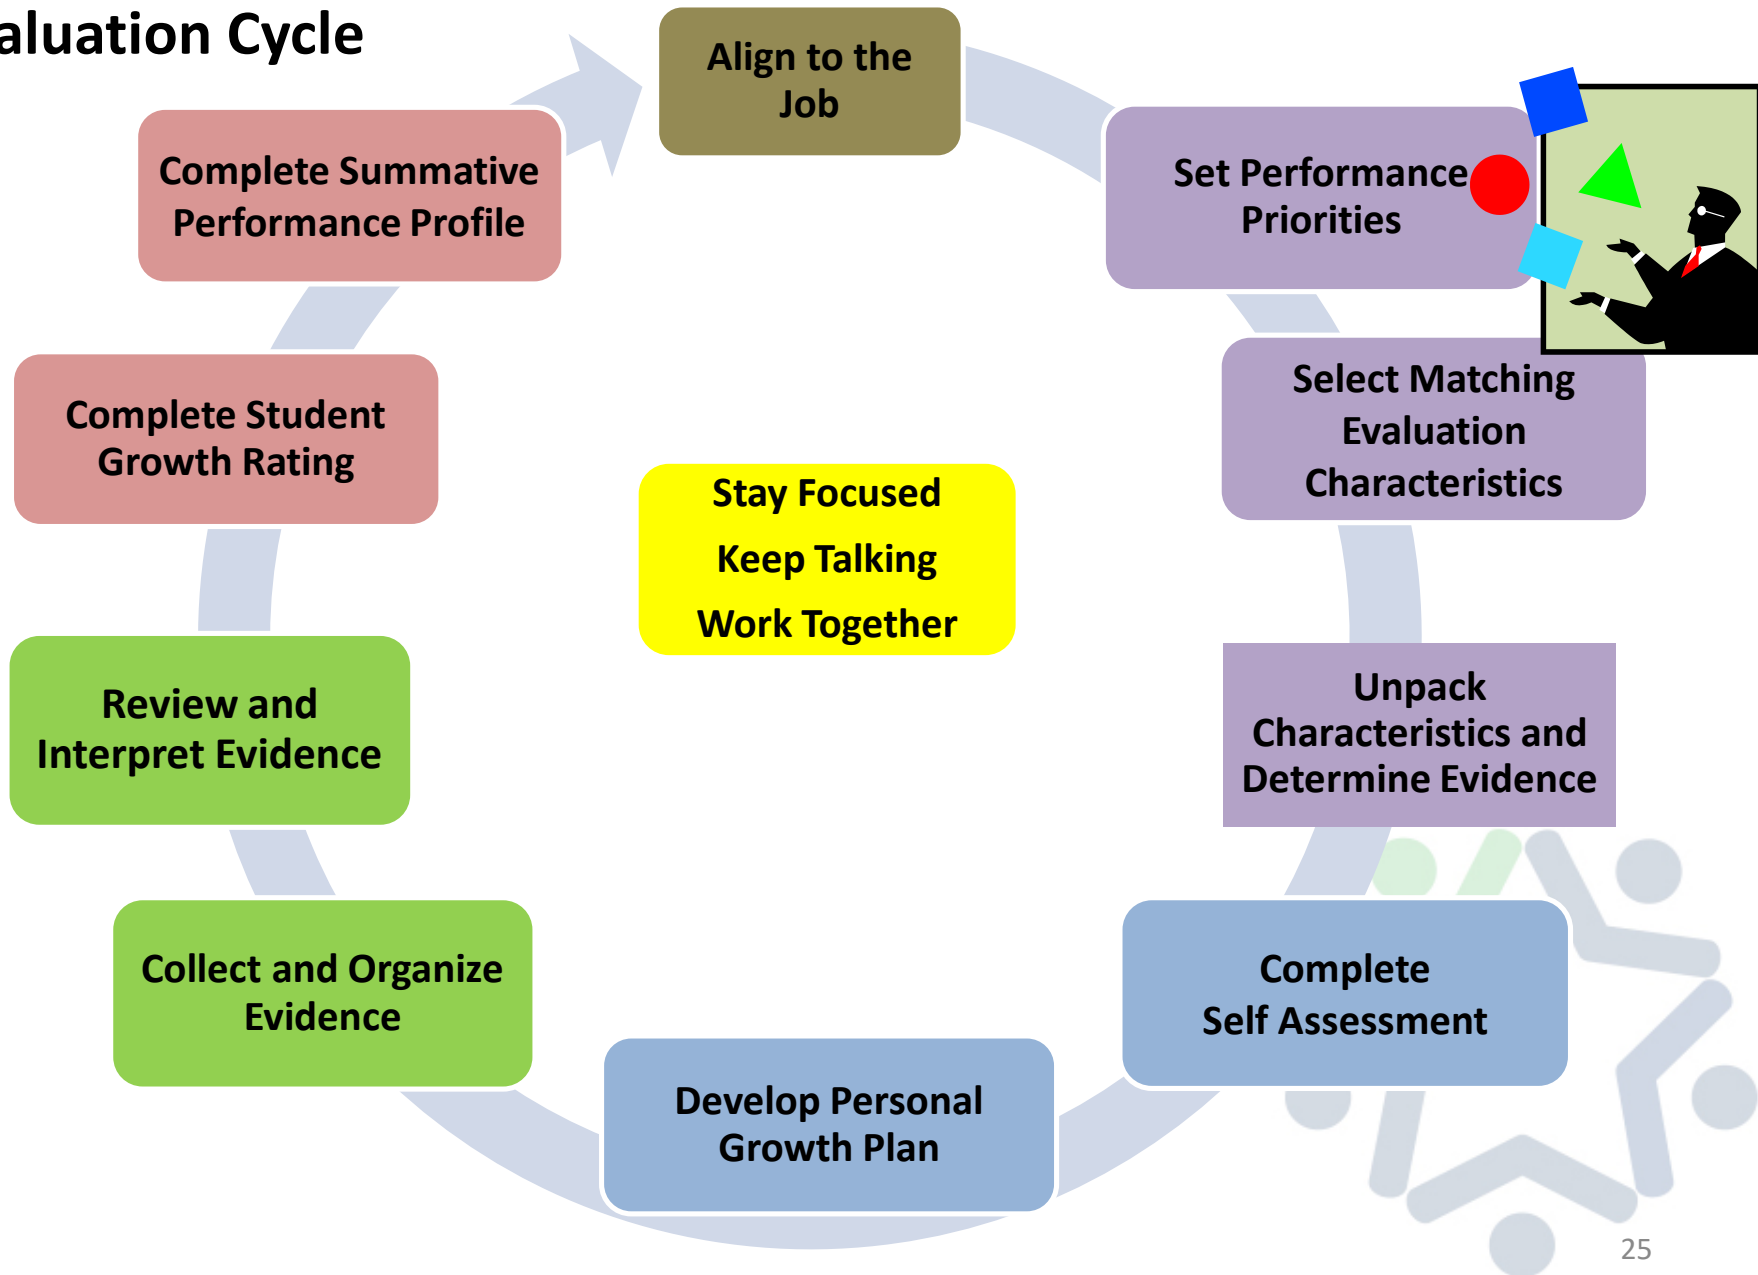 aluation Cycle
Align to the
Job
Set Performance
Priorities
Select Matching
Evaluation
Characteristics
Unpack
Characteristics and
Determine Evidence
Complete
Self Assessment
Develop Personal
Growth Plan
Collect and Organize
Evidence
Review and
Interpret Evidence
Complete Student
Growth Rating
Complete Summative
Performance Profile
Stay Focused
Keep Talking
Work Together
25